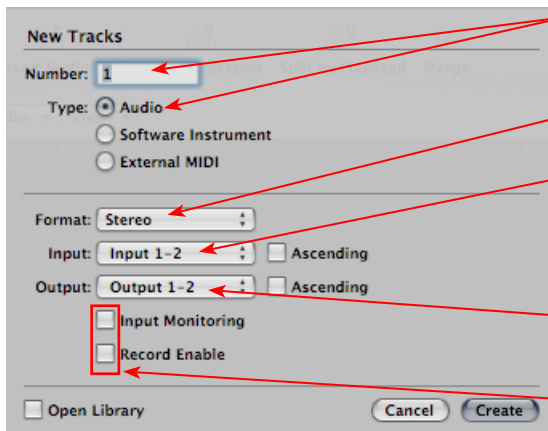 New Tracks
Number: 1
Type: Audio
Software Instrument
External MIDI
Format: Stereo
Input: Input 1-2 Ascending
Output: Output 1-2 Ascending
Input Monitoring
Record Enable
Open Library Cancel Create